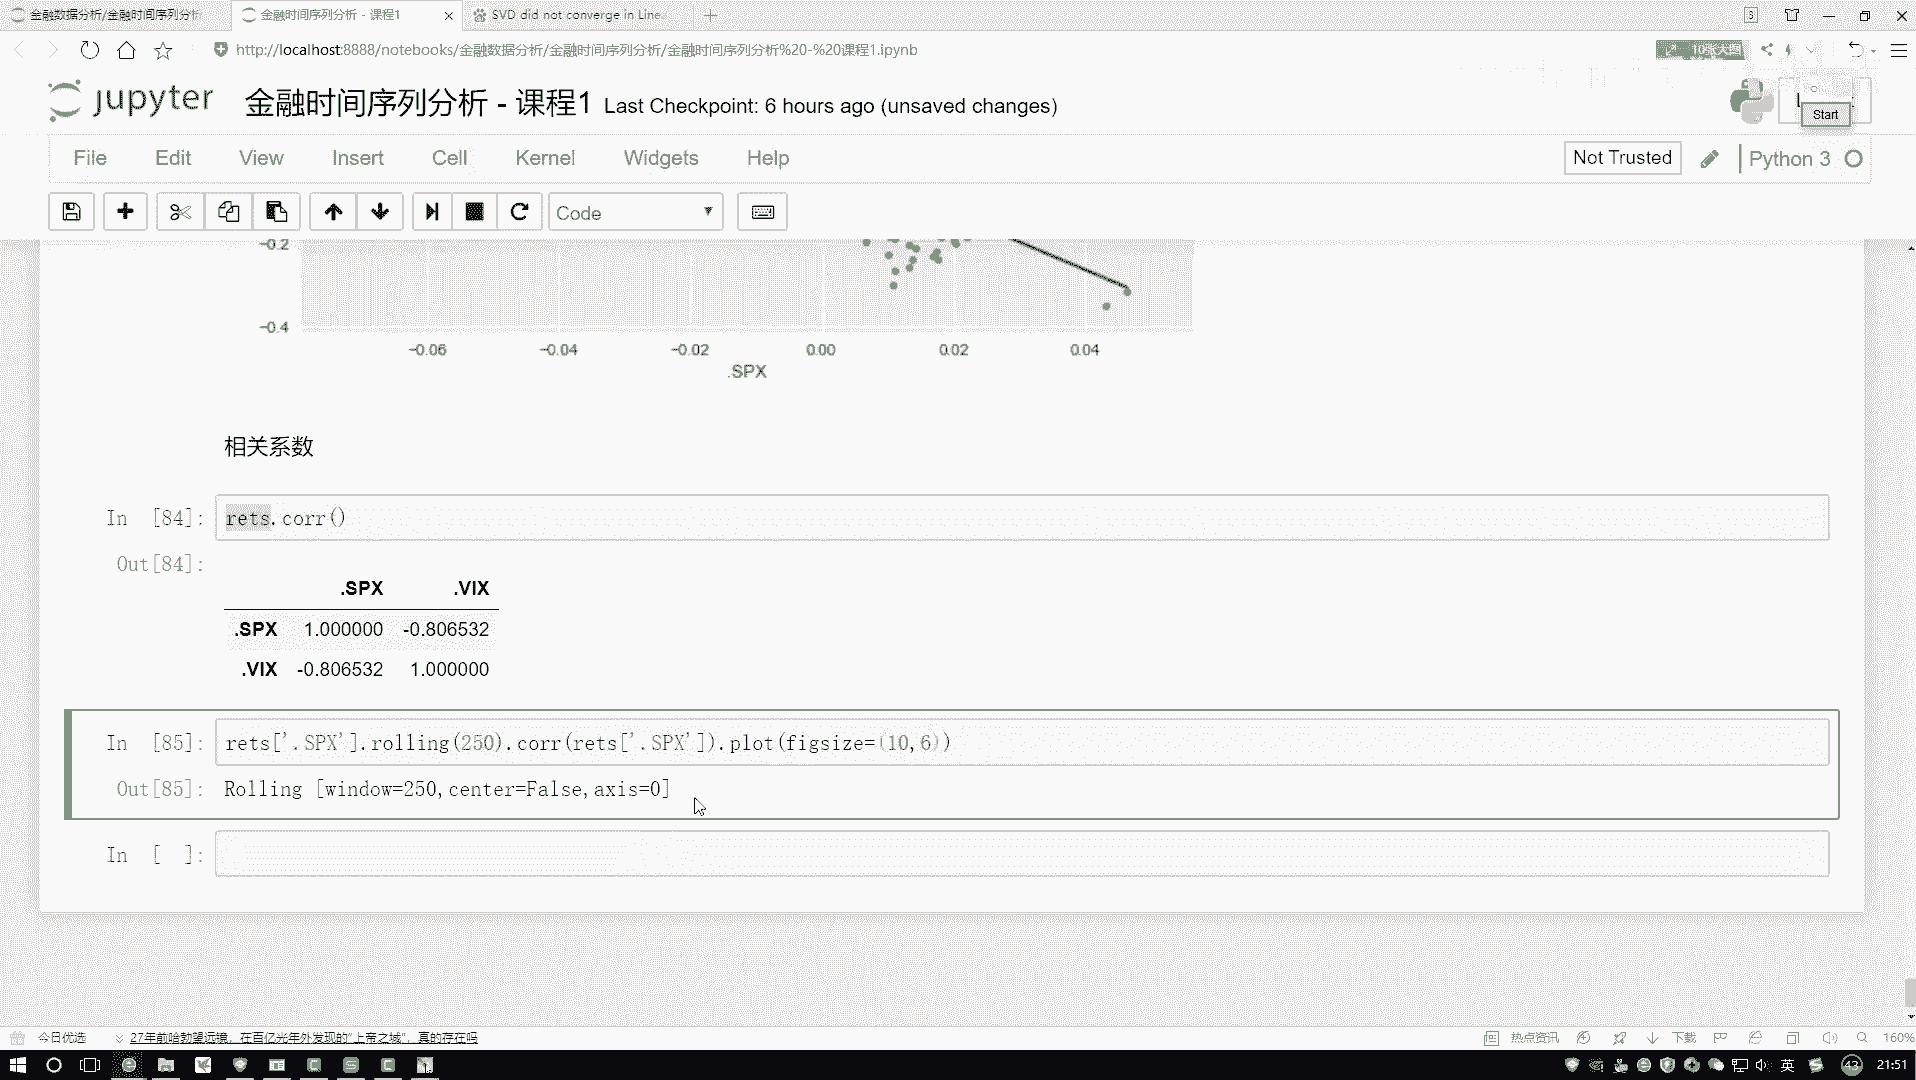 金融数据分析/金融时间序列分析
金融时间序列分析 - 课程1
SVD did not converge in Line
http://localhost:8888/notebooks/金融数据分析/金融时间序列分析/金融时间序列分析%20-%20课程1.ipynb
10张大图
jupyter
金融时间序列分析 - 课程1
Last Checkpoint: 6 hours ago (unsaved changes)
Start
File Edit View Insert Cell Kernel Widgets Help
Not Trusted
Python 3
Code
−0.2
−0.4
−0.06 −0.04 −0.02 0.00 0.02 0.04
.SPX
相关系数
In [84]: rets.corr()
Out[84]:
.SPX .VIX
.SPX 1.000000 -0.806532
.VIX -0.806532 1.000000
In [85]: rets['.SPX'].rolling(250).corr(rets['.SPX']).plot(figsize=(10,6))
Out[85]: Rolling [window=250,center=False,axis=0]
In [ ]:
今日优选
27年前哈勃望远镜，在百亿光年外发现的“上帝之城”，真的存在吗
热点资讯
下载
160%
英
43
21:51